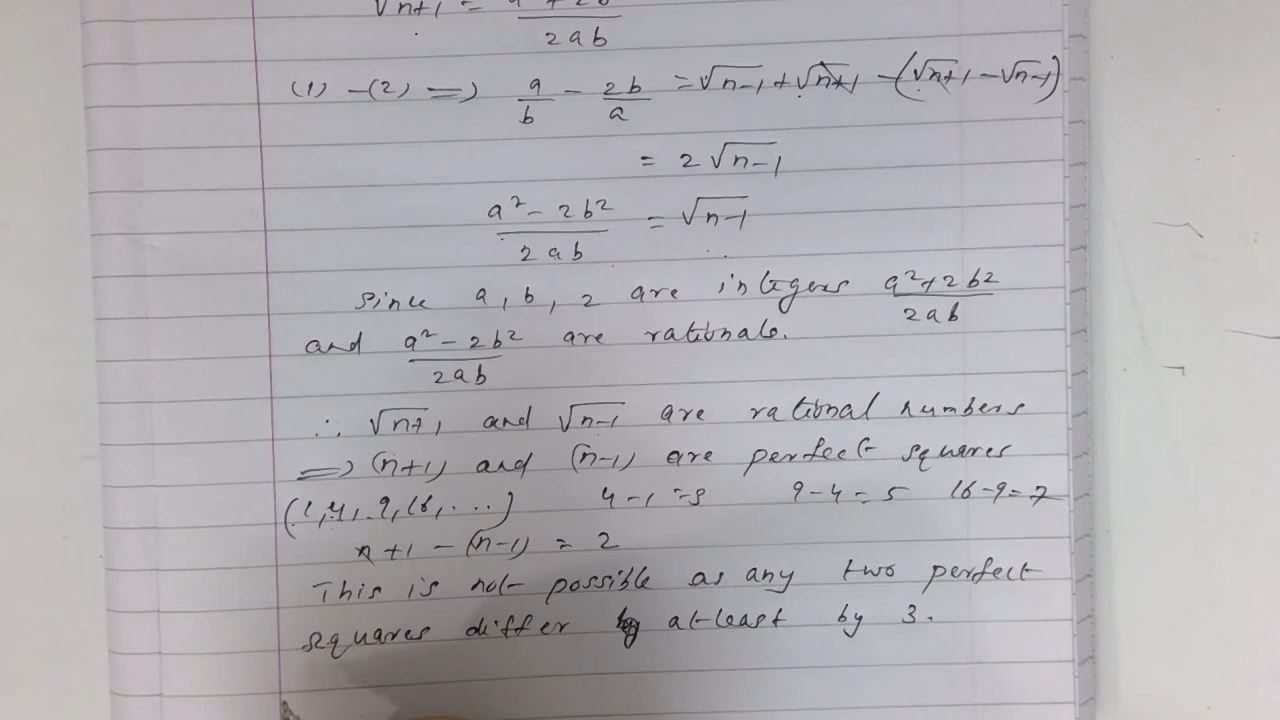 √n+1 = a²+2b² / 2ab
(1) -(2) => a/b - 2b/a = √n-1 + √n+1 - (√n+1 - √n-1)
= 2√n-1
a² - 2b² / 2ab = √n-1
Since a, b, 2 are integers a²+2b² / 2ab
and a² - 2b² / 2ab are rationals.
∴ √n+1 and √n-1 are rational numbers
=> (n+1) and (n-1) are perfect squares
(1,4,9,16,...) 4-1=3 9-4=5 16-9=7
n+1 - (n-1) = 2
This is not possible as any two perfect
squares differ at-least by 3.